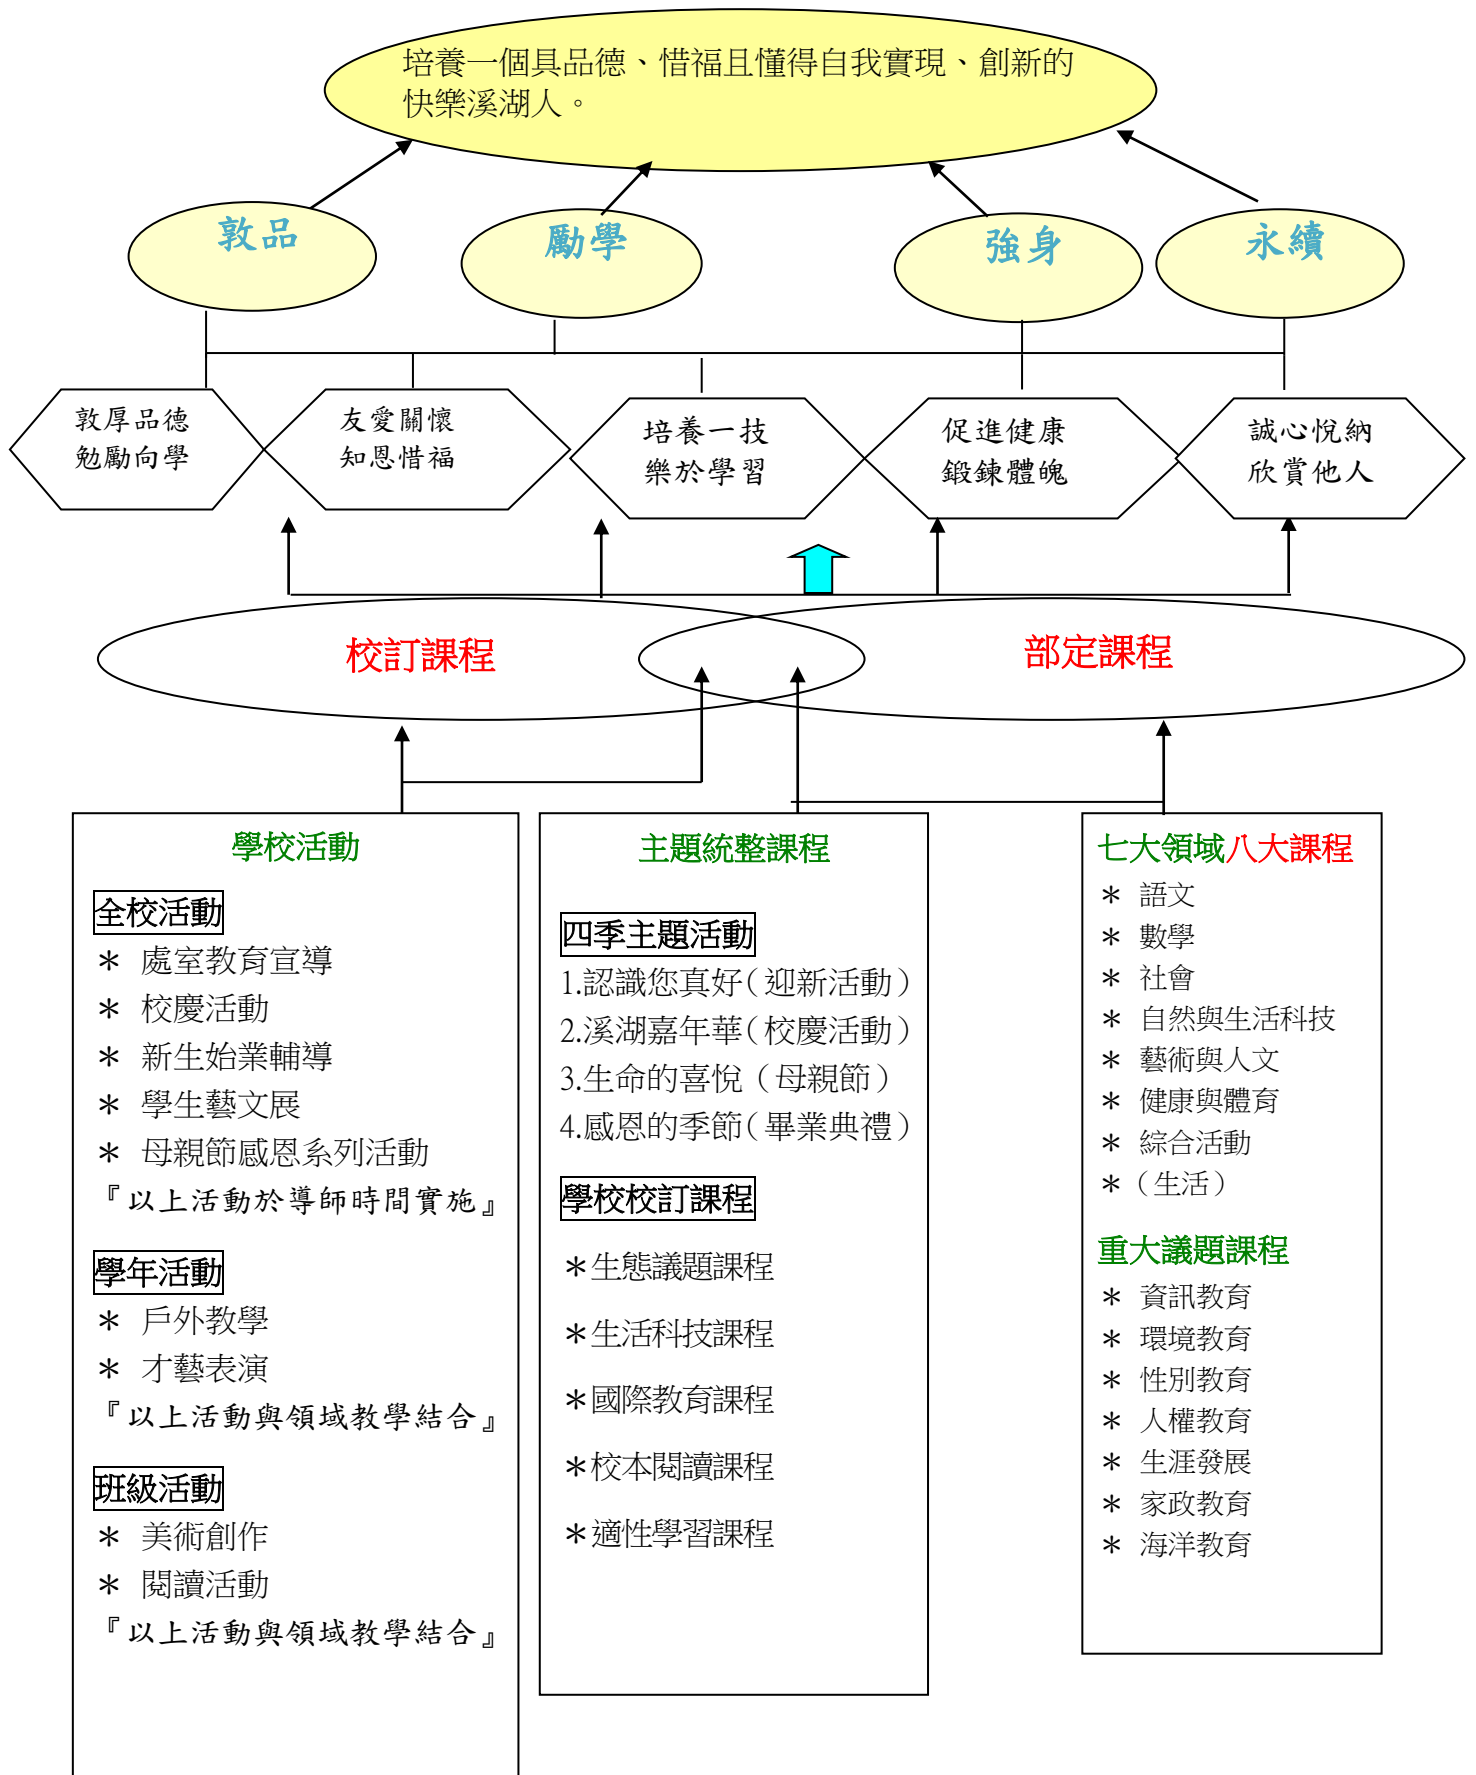 培養一個具品德、惜福且懂得自我實現、創新的
快樂溪湖人。
敦品
勵學
強身
永續
敦厚品德
勉勵向學
友愛關懷
知恩惜福
培養一技
樂於學習
促進健康
鍛鍊體魄
誠心悅納
欣賞他人
校訂課程
部定課程
學校活動
全校活動
＊ 處室教育宣導
＊ 校慶活動
＊ 新生始業輔導
＊ 學生藝文展
＊ 母親節感恩系列活動
『以上活動於導師時間實施』
學年活動
＊ 戶外教學
＊ 才藝表演
『以上活動與領域教學結合』
班級活動
＊ 美術創作
＊ 閱讀活動
『以上活動與領域教學結合』
主題統整課程
四季主題活動
1.認識您真好（迎新活動）
2.溪湖嘉年華（校慶活動）
3.生命的喜悅（母親節）
4.感恩的季節（畢業典禮）
學校校訂課程
＊生態議題課程
＊生活科技課程
＊國際教育課程
＊校本閱讀課程
＊適性學習課程
七大領域八大課程
＊ 語文
＊ 數學
＊ 社會
＊ 自然與生活科技
＊ 藝術與人文
＊ 健康與體育
＊ 綜合活動
＊（生活）
重大議題課程
＊ 資訊教育
＊ 環境教育
＊ 性別教育
＊ 人權教育
＊ 生涯發展
＊ 家政教育
＊ 海洋教育